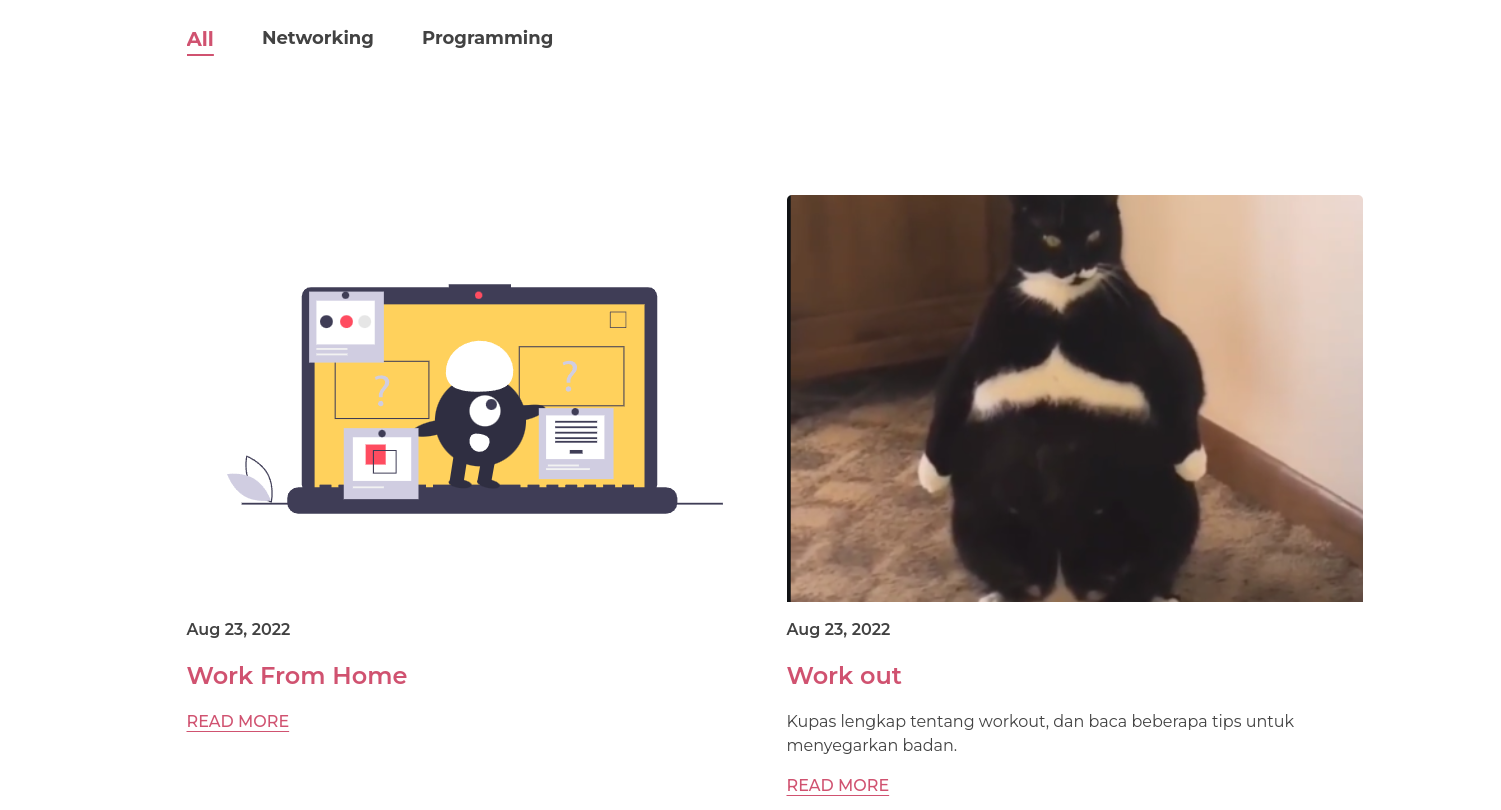 All Networking Programming
? ?
Aug 23, 2022
Work From Home
READ MORE
Aug 23, 2022
Work out
Kupas lengkap tentang workout, dan baca beberapa tips untuk
menyegarkan badan.
READ MORE